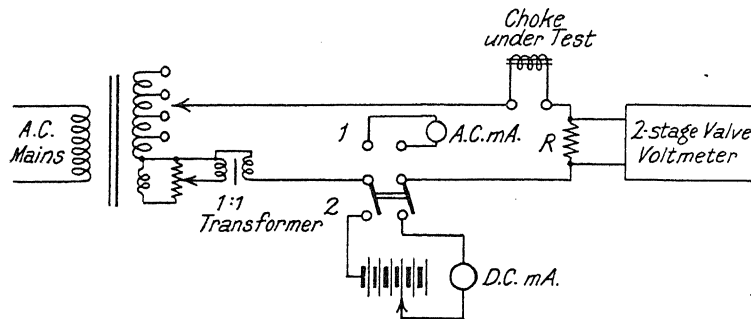 Choke
under Test
A.C.
Mains
1
A.C.mA.
R
2-stage Valve
Voltmeter
1:1
Transformer
2
D.C. mA.